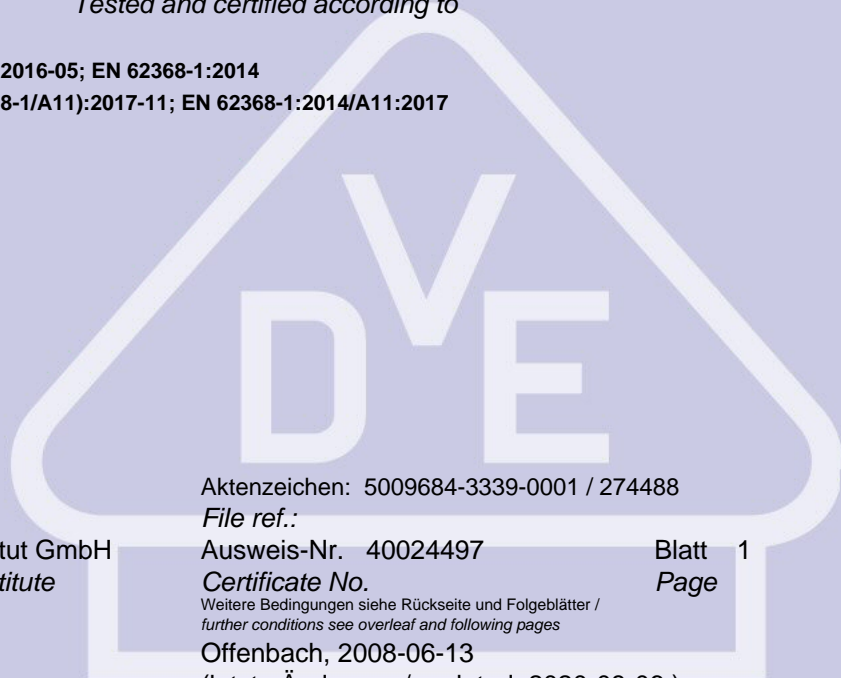 Tested and certified according to
2016-05; EN 62368-1:2014
8-1/A11):2017-11; EN 62368-1:2014/A11:2017
VDE
Aktenzeichen: 5009684-3339-0001 / 274488
File ref.:
tut GmbH Ausweis-Nr. 40024497 Blatt 1
titute Certificate No. Page
Weitere Bedingungen siehe Rückseite und Folgeblätter /
further conditions see overleaf and following pages
Offenbach, 2008-06-13